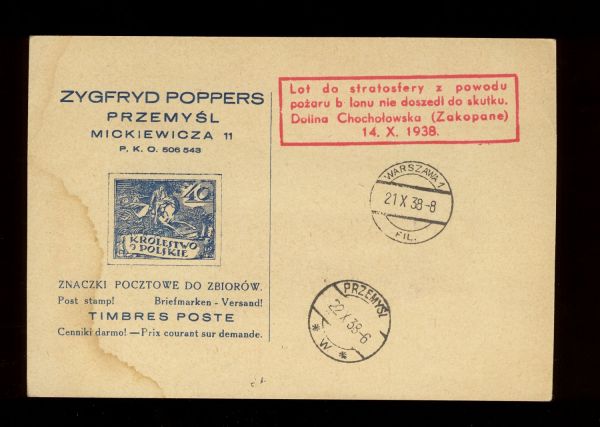 ZYGFRYD POPPERS
PRZEMYŚL
MICKIEWICZA 11
P. K. O. 506 543
40
KRÓLESTWO
POLSKIE
ZNACZKI POCZTOWE DO ZBIORÓW.
Post stamp! Briefmarken - Versand!
TIMBRES POSTE
Cenniki darmo! — Prix courant sur demande.
Lot do stratosfery z powodu
pożaru b lonu nie doszedł do skutku.
Dolina Chochołowska (Zakopane)
14. X. 1938.
WARSZAWA 1
21 X 38-8
FIL.
PRZEMYŚL
22.X.38-6
* W *